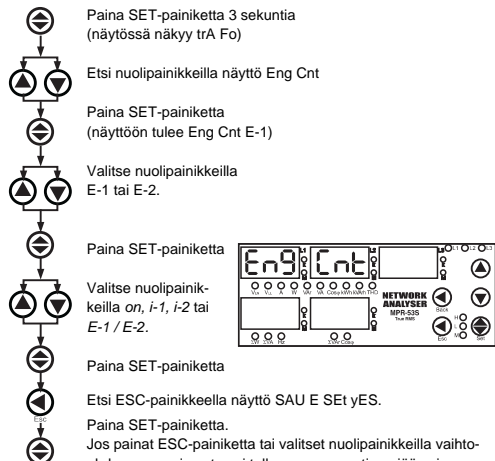 Paina SET-painiketta 3 sekuntia
(näytössä näkyy trA Fo)
Etsi nuolipainikkeilla näyttö Eng Cnt
Paina SET-painiketta
(näyttöön tulee Eng Cnt E-1)
Valitse nuolipainikkeilla
E-1 tai E-2.
Paina SET-painiketta
Valitse nuolipainik-
keilla on, i-1, i-2 tai
E-1 / E-2.
Eng Cnt
L1 L2 L3
NETWORK
ANALYSER
MPR-53S
True RMS
Back
H
L
M
Esc
Set
Paina SET-painiketta
ESC
Etsi ESC-painikkeella näyttö SAU E SEt yES.
Paina SET-painiketta.
Jos painat ESC-painiketta tai valitset nuolipainikkeilla vaihto-